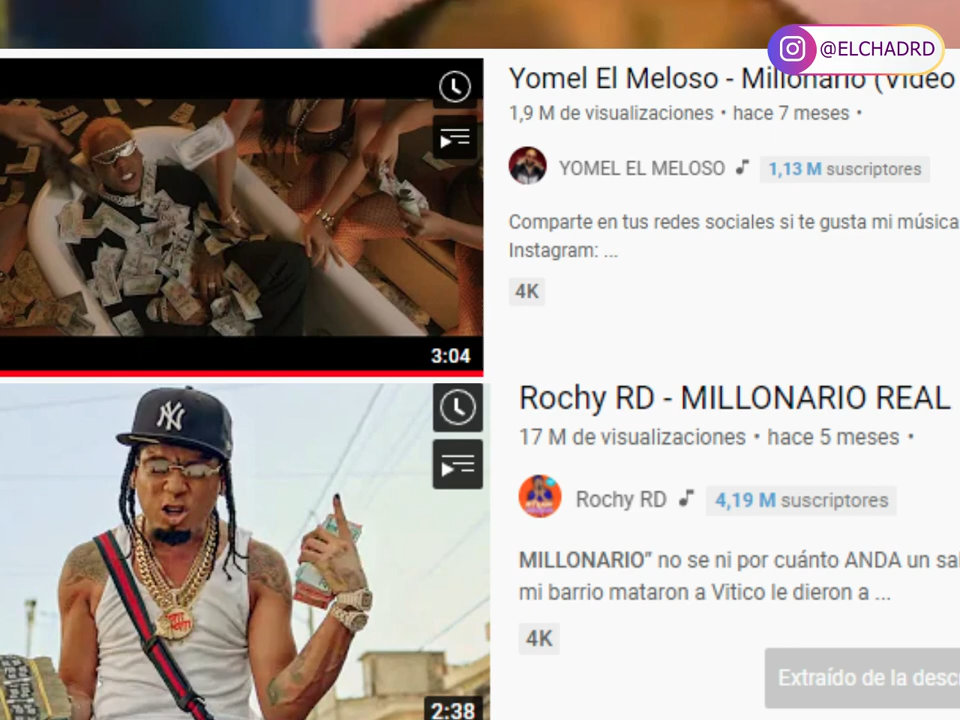 @ELCHADRD
Yomel El Meloso - Millonario (Video
1,9 M de visualizaciones • hace 7 meses •
YOMEL EL MELOSO
1,13 M suscriptores
Comparte en tus redes sociales si te gusta mi música
Instagram: ...
4K
3:04
Rochy RD - MILLONARIO REAL
17 M de visualizaciones • hace 5 meses •
NY
Rochy RD
4,19 M suscriptores
MILLONARIO” no se ni por cuánto ANDA un
mi barrio mataron a Vitico le dieron a ...
4K
Extraído de la
2:38